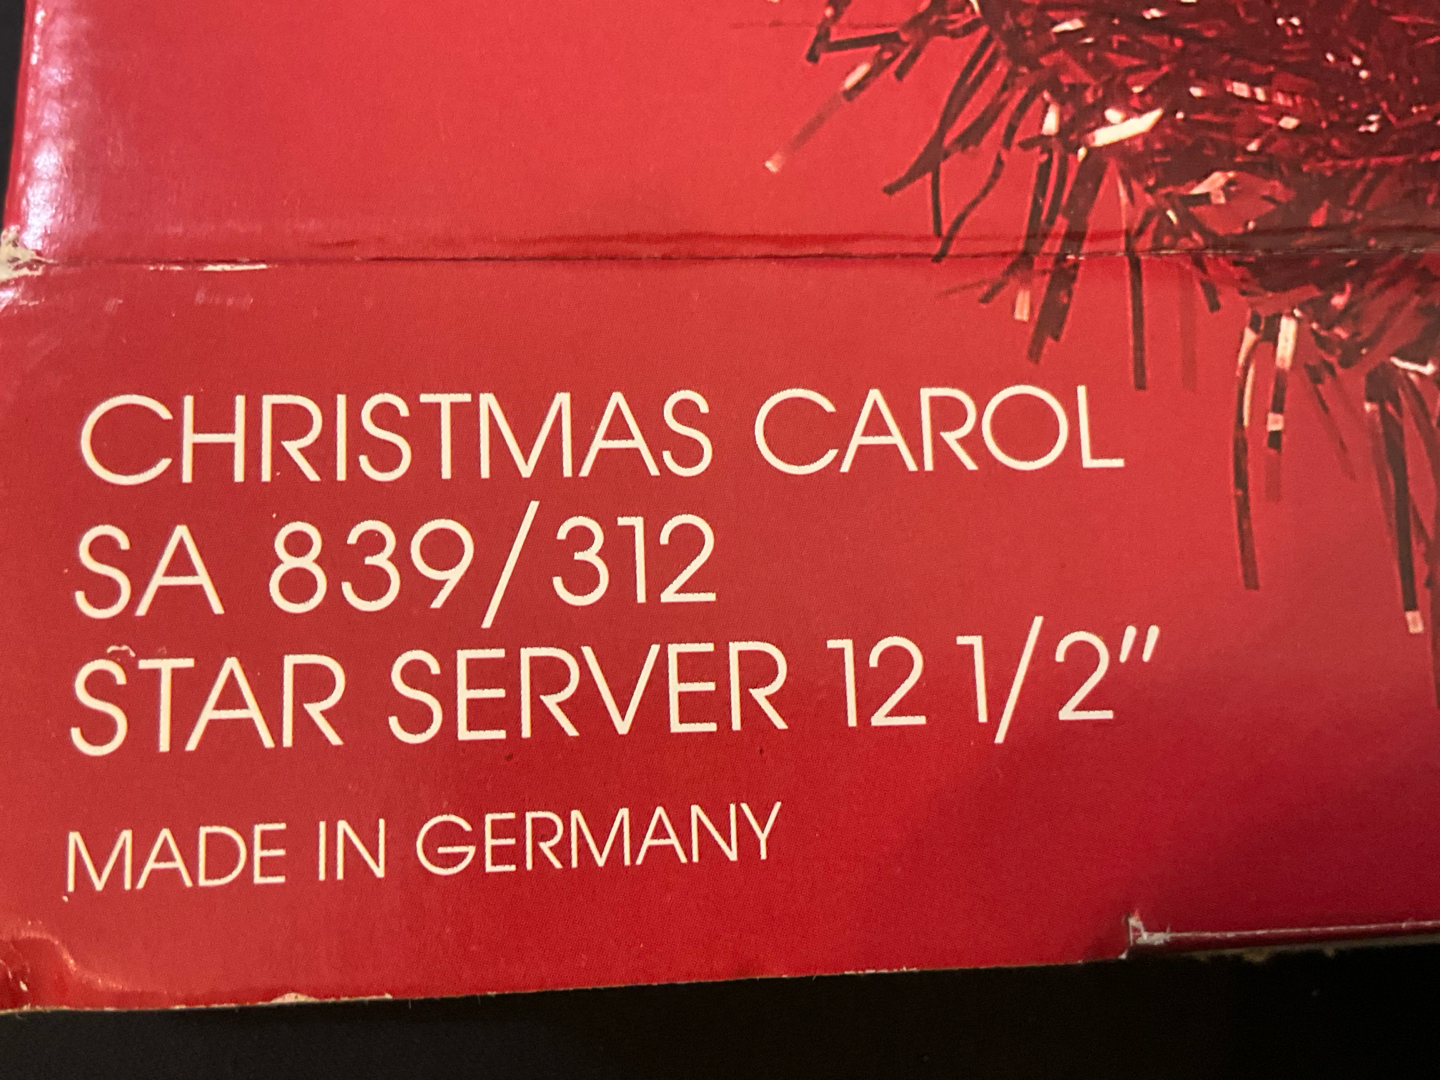 CHRISTMAS CAROL
SA 839/312
STAR SERVER 12 1/2"
MADE IN GERMANY